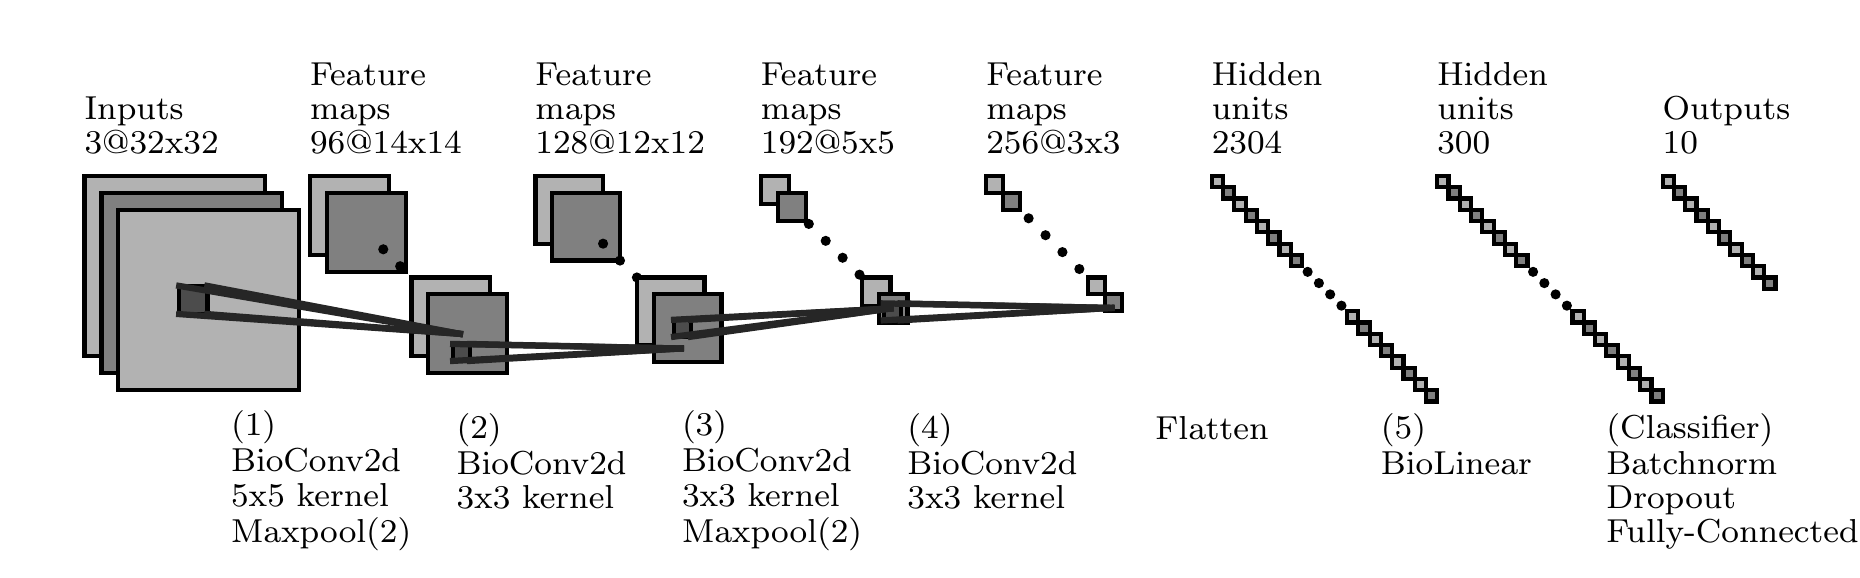 Inputs
3@32x32
Feature
maps
96@14x14
Feature
maps
128@12x12
Feature
maps
192@5x5
Feature
maps
256@3x3
Hidden
units
2304
Hidden
units
300
Outputs
10
(1)
BioConv2d
5x5 kernel
Maxpool(2)
(2)
BioConv2d
3x3 kernel
(3)
BioConv2d
3x3 kernel
Maxpool(2)
(4)
BioConv2d
3x3 kernel
Flatten
(5)
BioLinear
(Classifier)
Batchnorm
Dropout
Fully-Connected